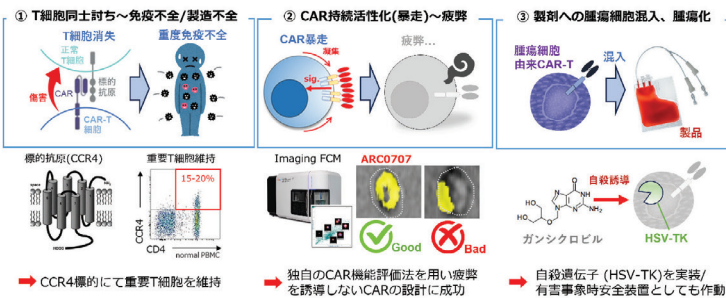 ① T細胞同士討ち～免疫不全/製造不全
T細胞消失
正常
T細胞
CAR
標的
抗原
傷害
CAR-T
細胞
重度免疫不全
標的抗原(CCR4)
重要T細胞維持
15-20%
CCR4
CD4
normal PBMC
CCR4標的にて重要T細胞を維持
② CAR持続活性化(暴走)～疲弊
CAR暴走
凝集
sig.
疲弊...
Imaging FCM
ARC0707
Good
Bad
独自のCAR機能評価法を用い疲弊
を誘導しないCARの設計に成功
③ 製剤への腫瘍細胞混入、腫瘍化
腫瘍細胞
由来CAR-T
混入
製品
自殺誘導
ガンシクロビル
HSV-TK
自殺遺伝子 (HSV-TK)を実装/
有害事象時安全装置としても作動